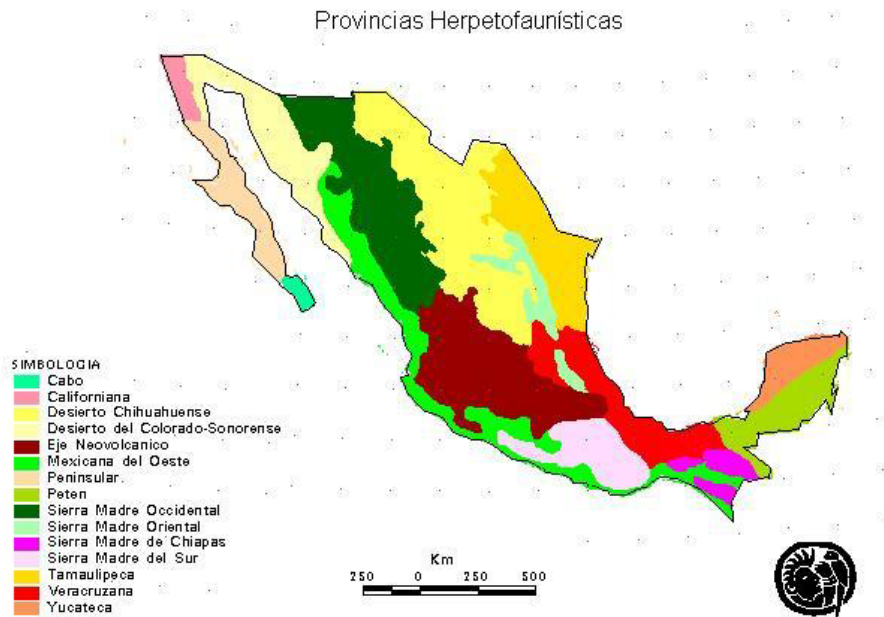 Provincias Herpetofaunísticas
SIMBOLOGIA
Cabo
Californiana
Desierto Chihuahuense
Desierto del Colorado-Sonorense
Eje Neovolcanico
Mexicana del Oeste
Peninsular.
Peten
Sierra Madre Occidental
Sierra Madre Oriental
Sierra Madre de Chiapas
Sierra Madre del Sur
Tamaulipeca
Veracruzana
Yucateca
Km
250 0 250 500